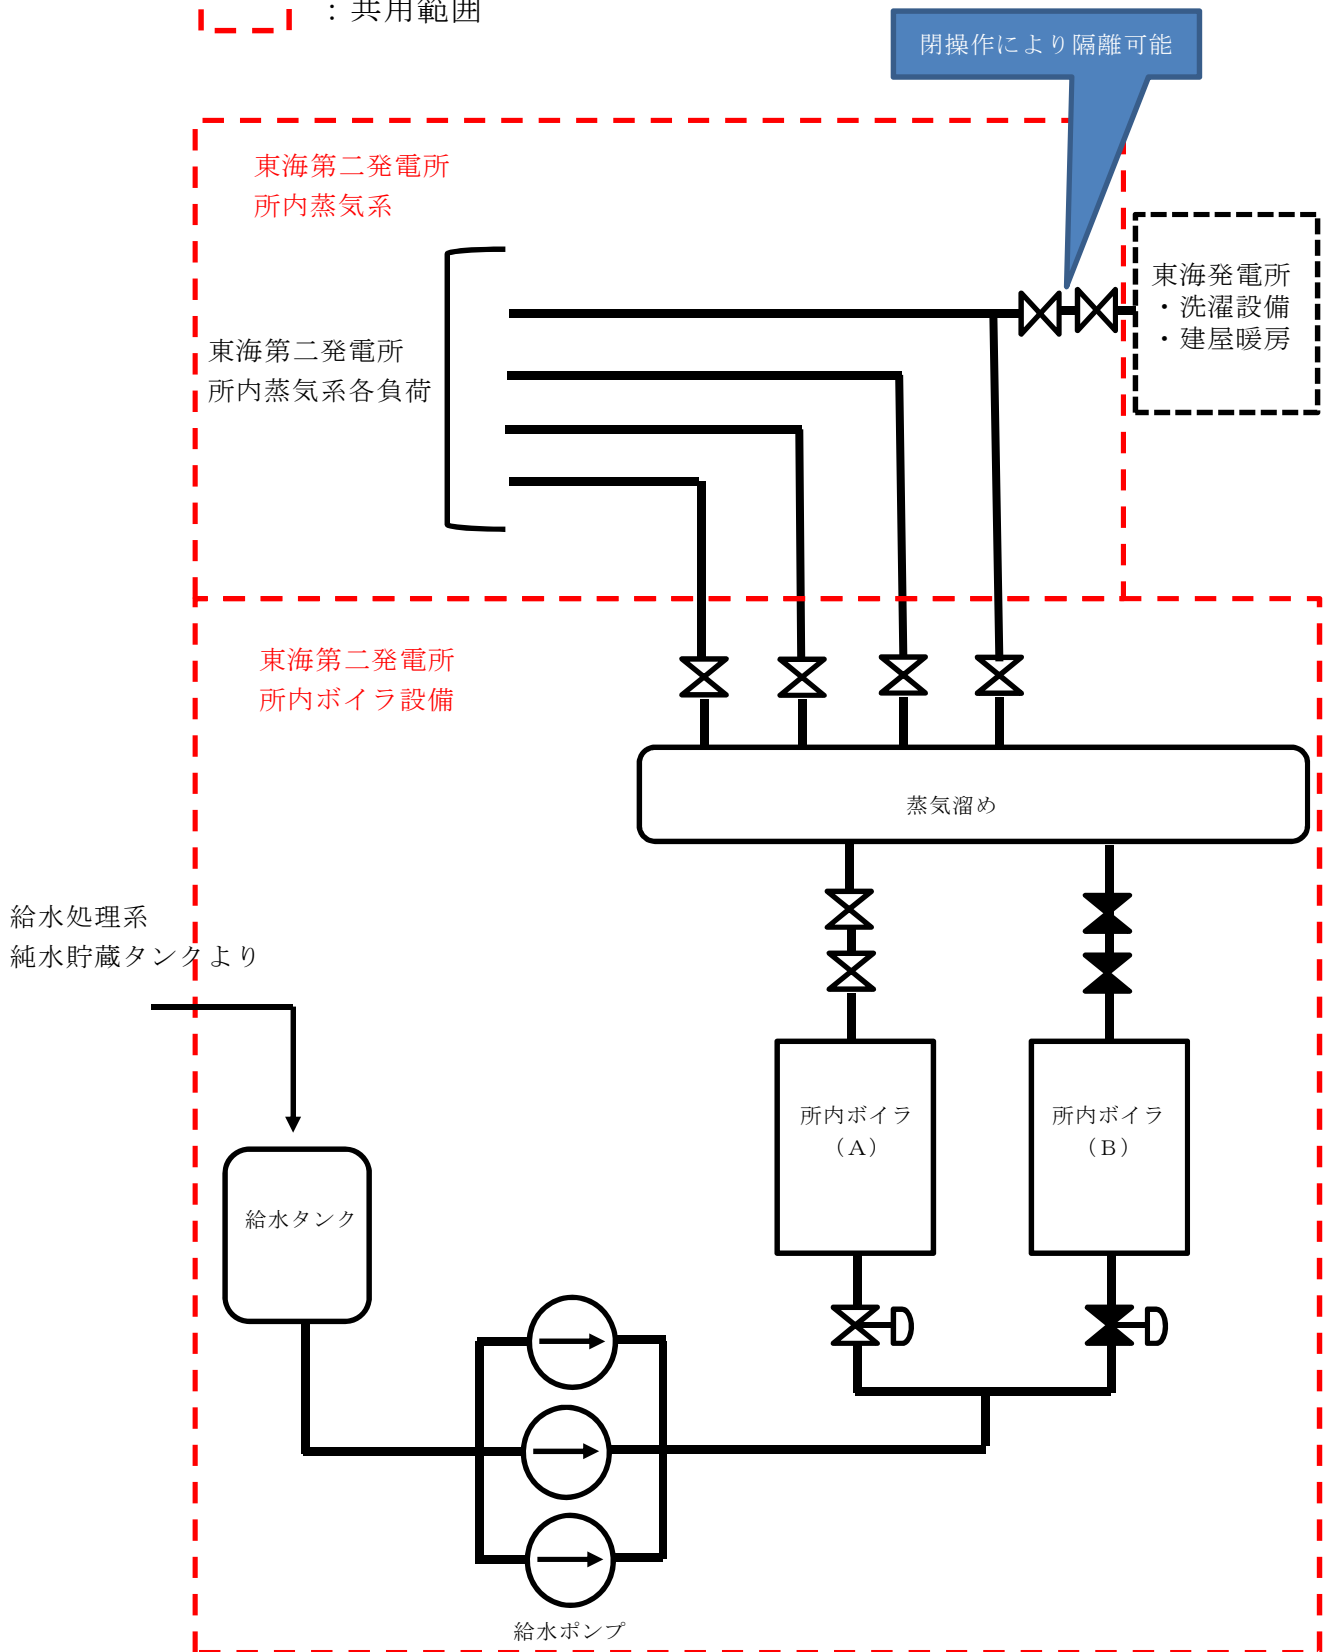 ：共用範囲
閉操作により隔離可能
東海第二発電所
所内蒸気系
東海発電所
・洗濯設備
・建屋暖房
東海第二発電所
所内蒸気系各負荷
東海第二発電所
所内ボイラ設備
蒸気溜め
給水処理系
純水貯蔵タンクより
所内ボイラ
（A）
所内ボイラ
（B）
給水タンク
給水ポンプ